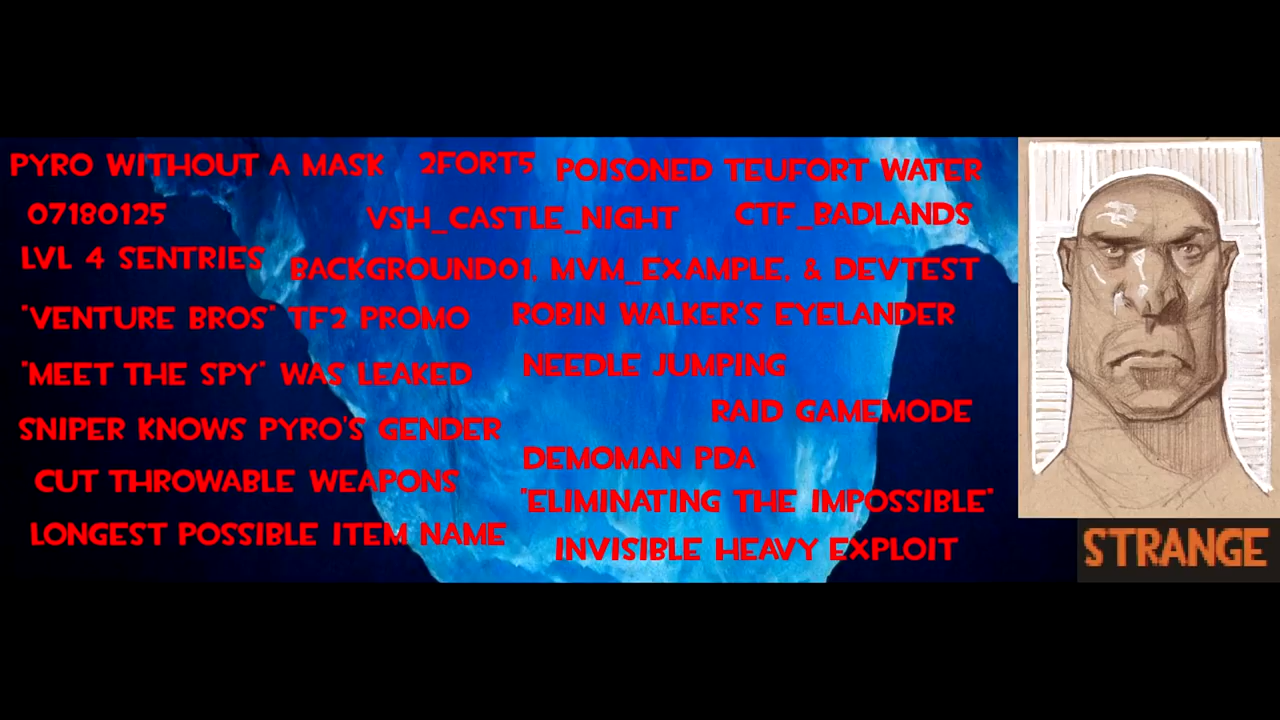 PYRO WITHOUT A MASK
2FORT5
POISONED TEUFORT WATER
07180125
VSH_CASTLE_NIGHT
CTF_BADLANDS
LVL 4 SENTRIES
BACKGROUND01, MVM_EXAMPLE, & DEVTEST
"VENTURE BROS" TF2 PROMO
ROBIN WALKER'S EYELANDER
"MEET THE SPY" WAS LEAKED
NEEDLE JUMPING
RAID GAMEMODE
SNIPER KNOWS PYRO'S GENDER
DEMOMAN PDA
CUT THROWABLE WEAPONS
"ELIMINATING THE IMPOSSIBLE"
LONGEST POSSIBLE ITEM NAME
INVISIBLE HEAVY EXPLOIT
STRANGE